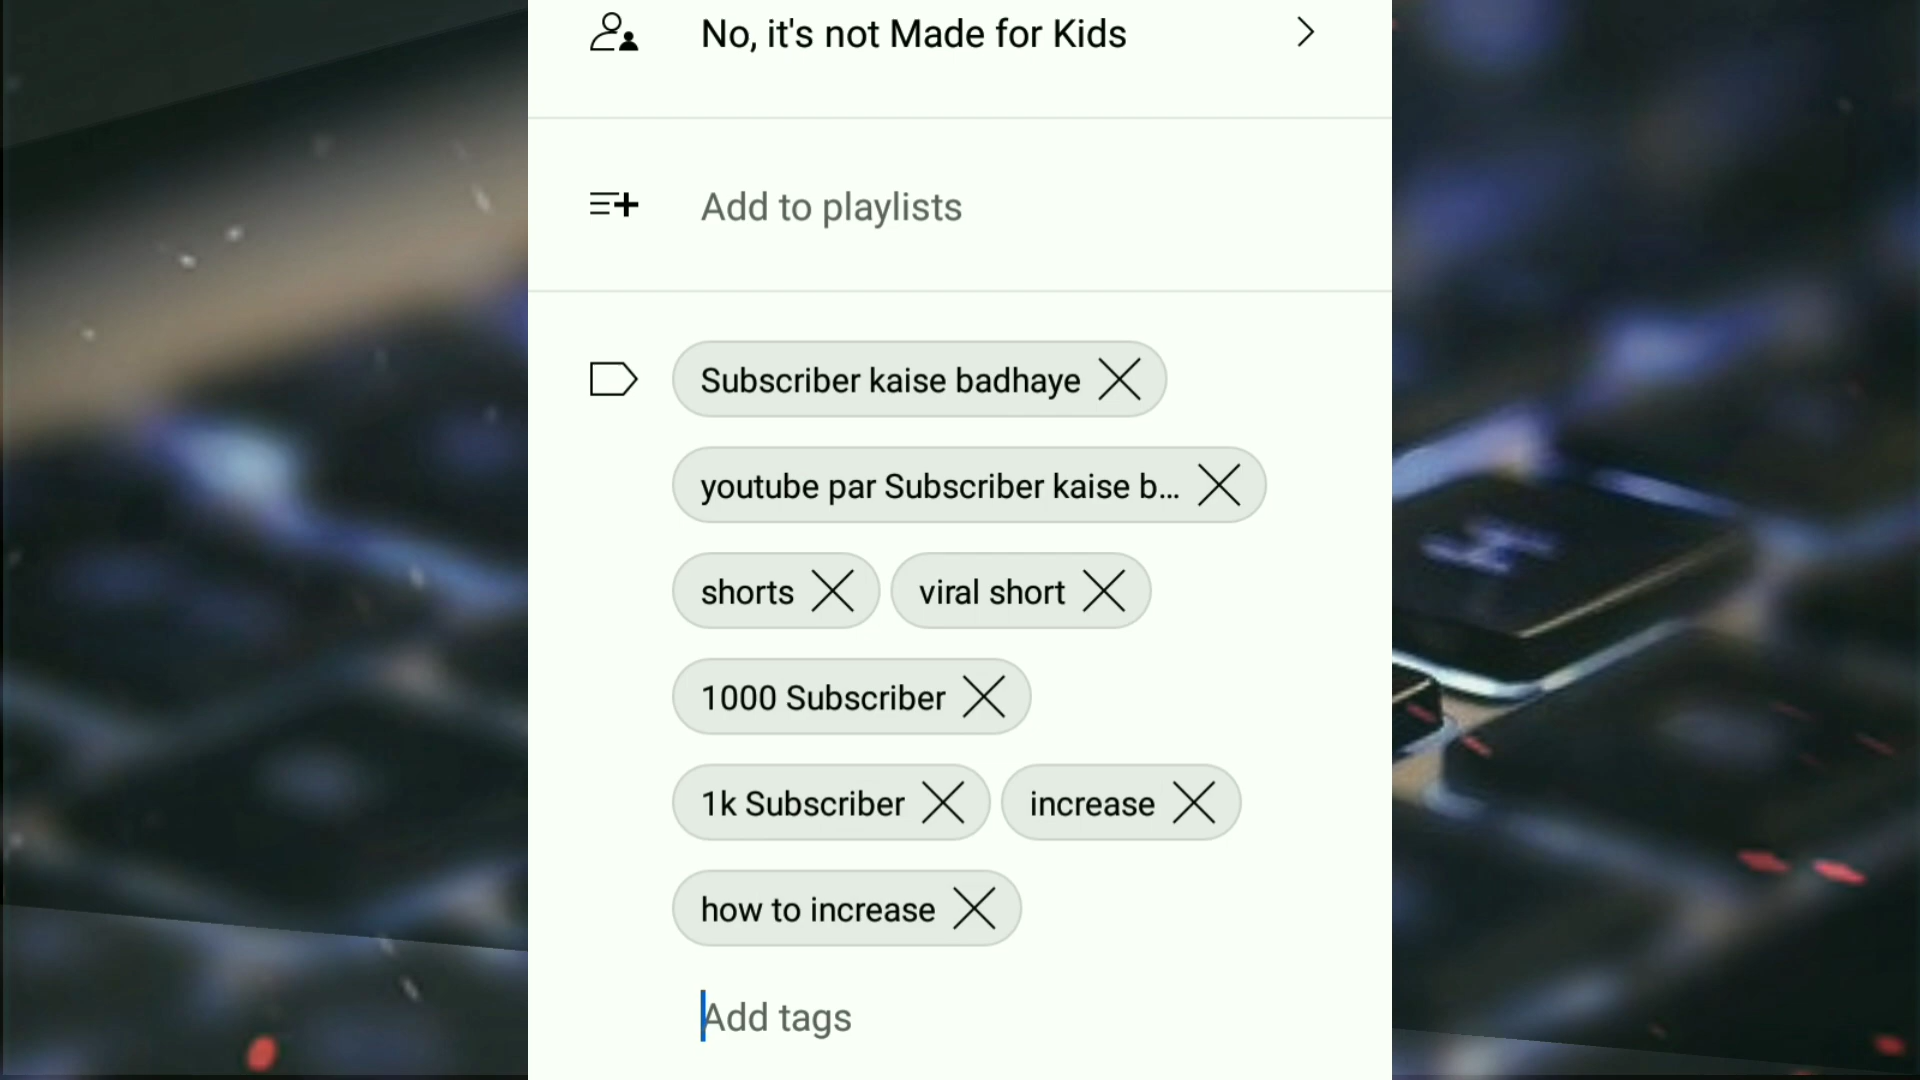 No, it's not Made for Kids
Add to playlists
Subscriber kaise badhaye
youtube par Subscriber kaise b...
shorts viral short
1000 Subscriber
1k Subscriber increase
how to increase
Add tags